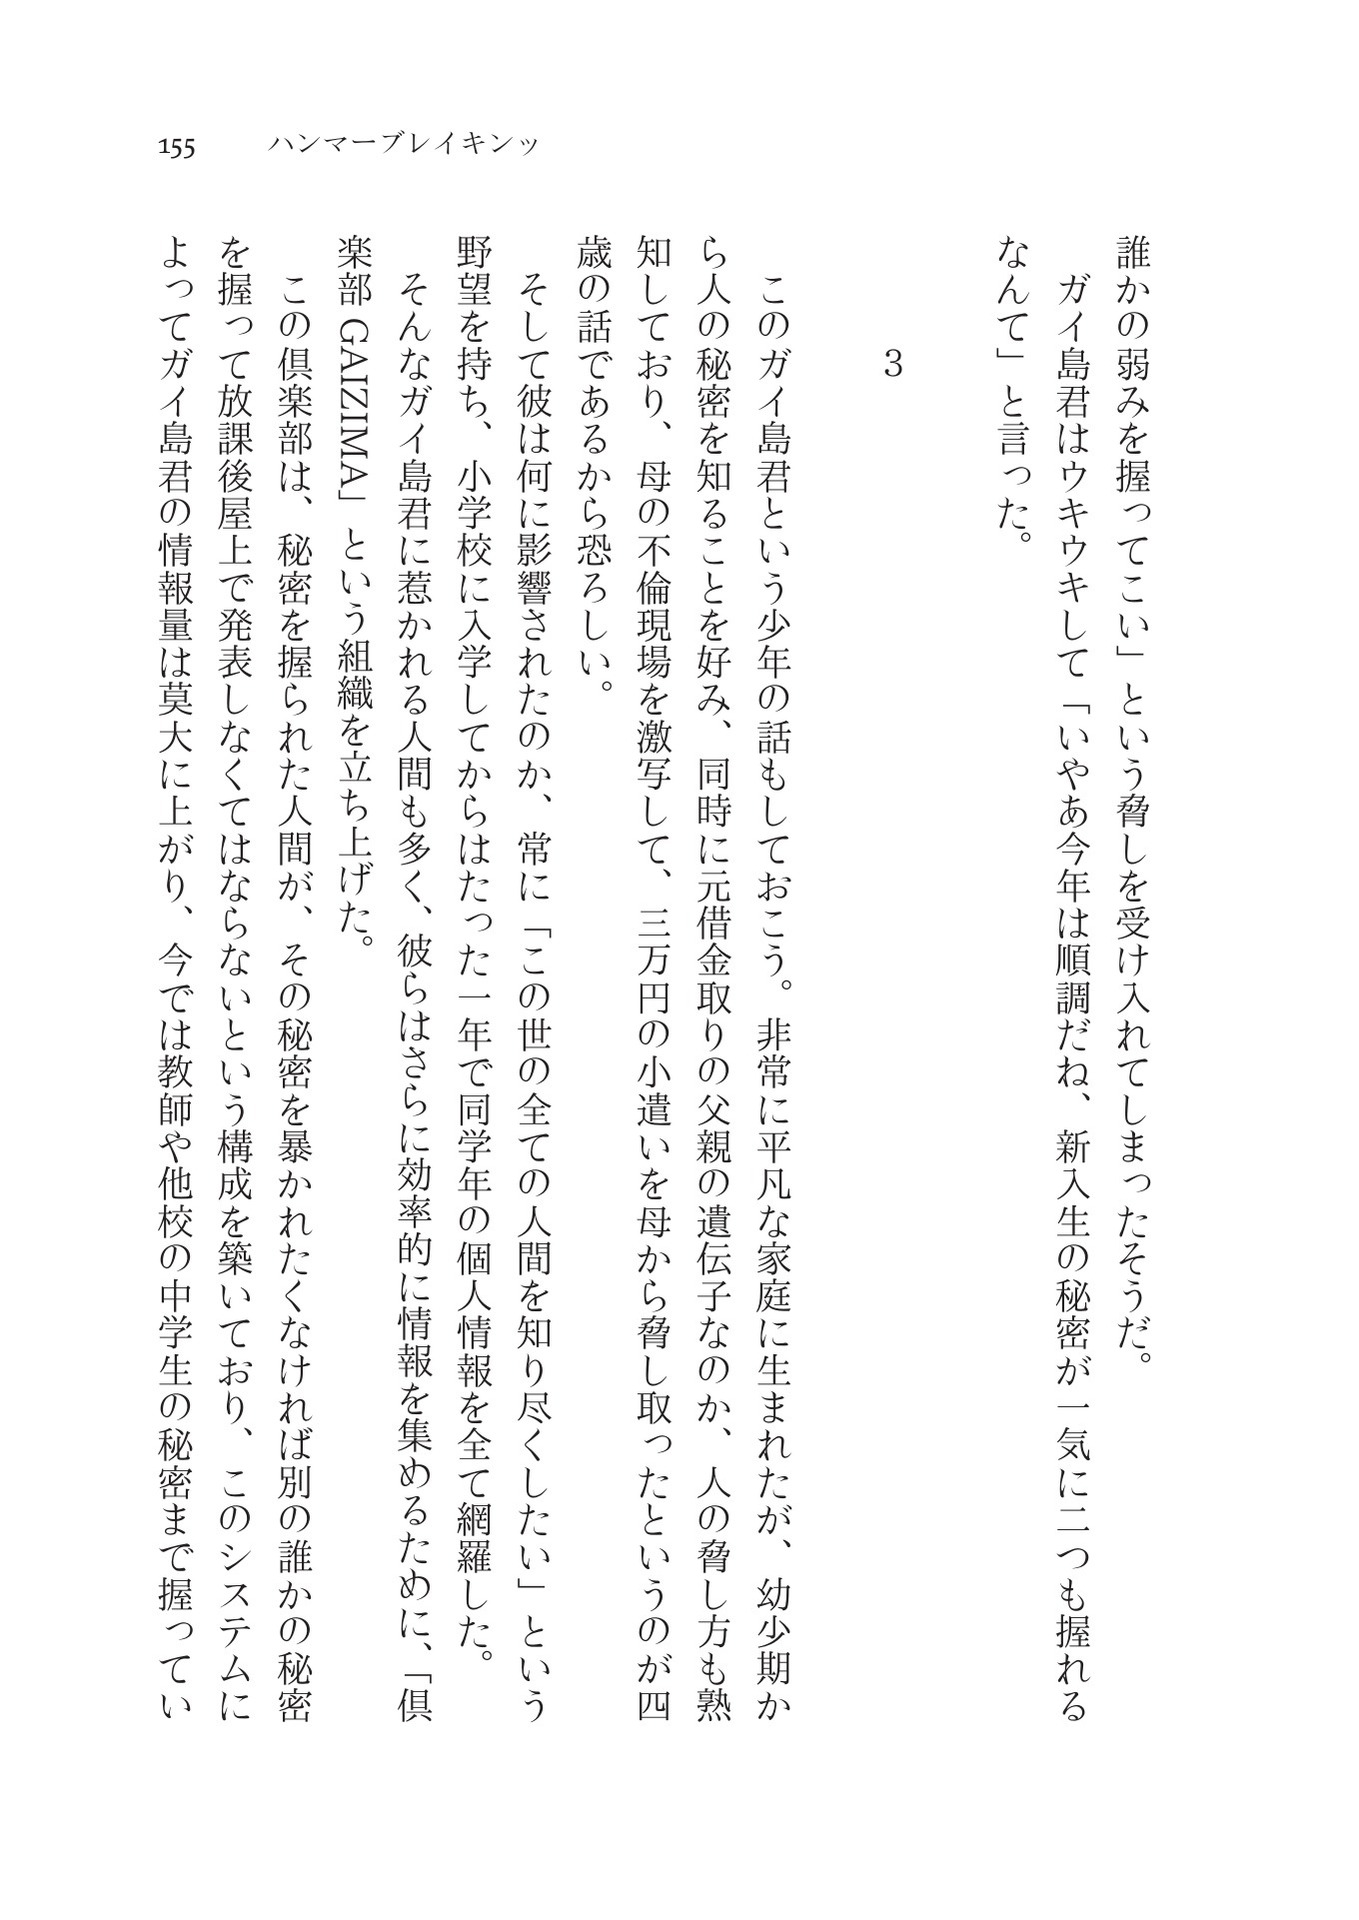 155 ハンマーブレイキンッ
誰かの弱みを握ってこい」という脅しを受け入れてしまったそうだ。
ガイ島君はウキウキして「いやあ今年は順調だね、新入生の秘密が一気に二つも握れる
なんて」と言った。
3
このガイ島君という少年の話もしておこう。非常に平凡な家庭に生まれたが、幼少期か
ら人の秘密を知ることを好み、同時に元借金取りの父親の遺伝子なのか、人の脅し方も熟
知しており、母の不倫現場を激写して、三万円の小遣いを母から脅し取ったというのが四
歳の話であるから恐ろしい。
そして彼は何に影響されたのか、常に「この世の全ての人間を知り尽くしたい」という
野望を持ち、小学校に入学してからはたった一年で同学年の個人情報を全て網羅した。
そんなガイ島君に惹かれる人間も多く、彼らはさらに効率的に情報を集めるために、「倶
楽部 GAIZIMA」という組織を立ち上げた。
この倶楽部は、秘密を握られた人間が、その秘密を暴かれたくなければ別の誰かの秘密
を握って放課後屋上で発表しなくてはならないという構成を築いており、このシステムに
よってガイ島君の情報量は莫大に上がり、今では教師や他校の中学生の秘密まで握ってい